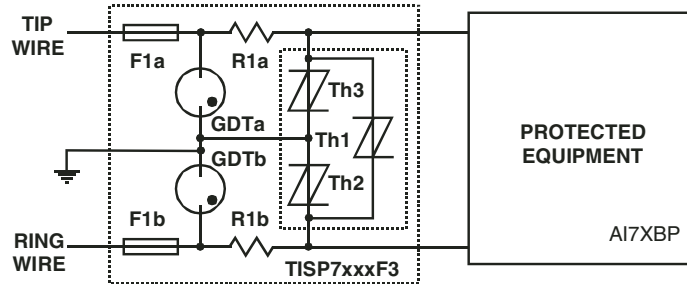 TIP
WIRE
F1a
R1a
GDTa
Th3
Th1
GDTb
Th2
F1b
R1b
RING
WIRE
TISP7xxxF3
PROTECTED
EQUIPMENT
AI7XBP